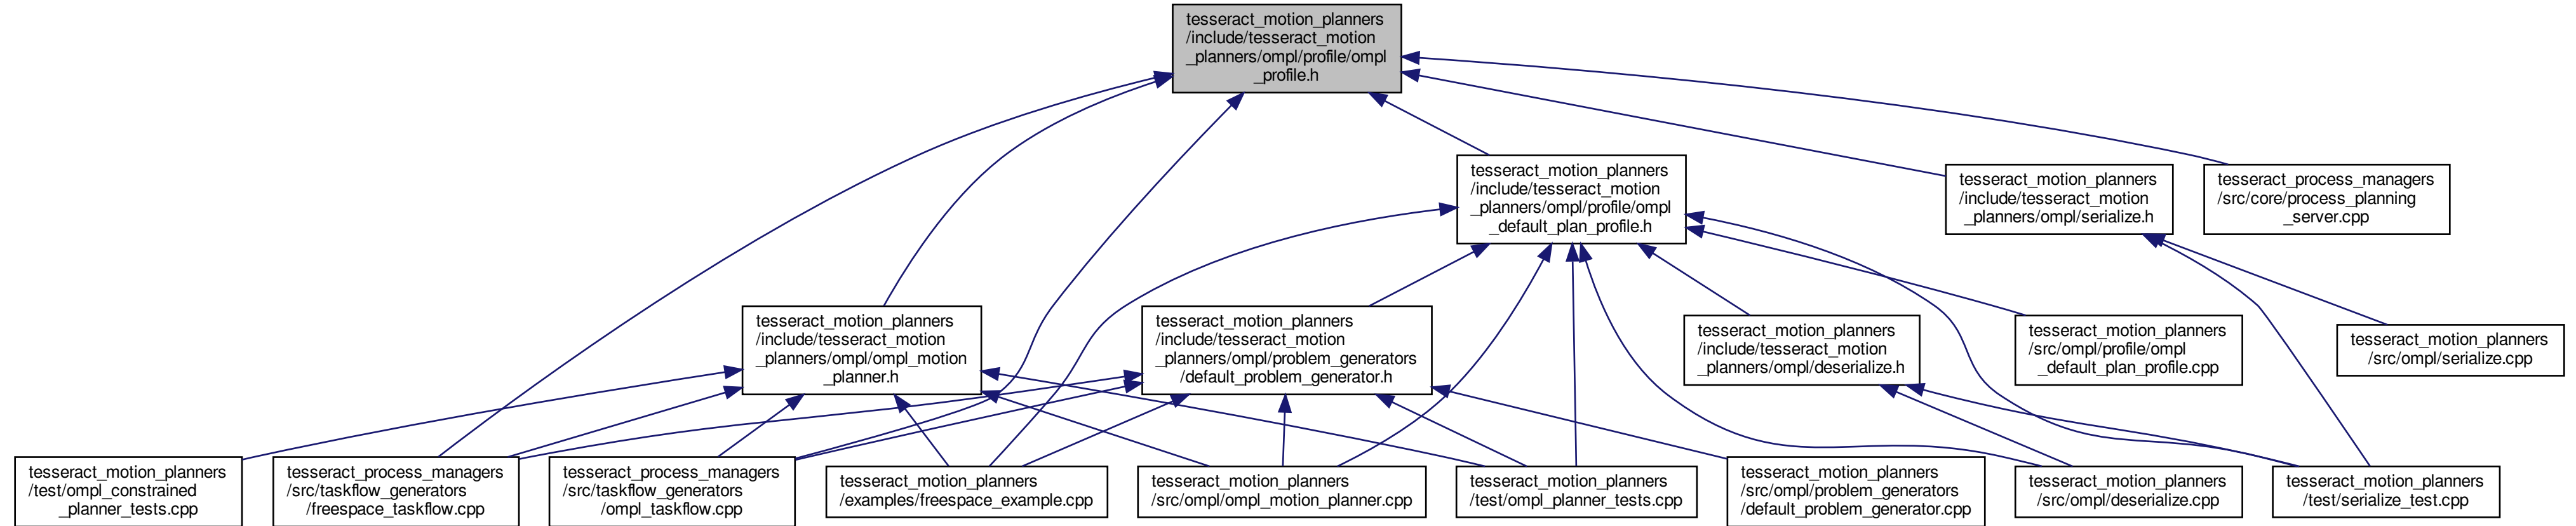 tesseract_motion_planners
/include/tesseract_motion
_planners/ompl/profile/ompl
_profile.h
tesseract_motion_planners
/include/tesseract_motion
_planners/ompl/profile/ompl
_default_plan_profile.h
tesseract_motion_planners
/include/tesseract_motion
_planners/ompl/serialize.h
tesseract_process_managers
/src/core/process_planning
_server.cpp
tesseract_motion_planners
/include/tesseract_motion
_planners/ompl/ompl_motion
_planner.h
tesseract_motion_planners
/include/tesseract_motion
_planners/ompl/problem_generators
/default_problem_generator.h
tesseract_motion_planners
/include/tesseract_motion
_planners/ompl/deserialize.h
tesseract_motion_planners
/src/ompl/profile/ompl
_default_plan_profile.cpp
tesseract_motion_planners
/src/ompl/serialize.cpp
tesseract_motion_planners
/test/ompl_constrained
_planner_tests.cpp
tesseract_process_managers
/src/taskflow_generators
/freespace_taskflow.cpp
tesseract_process_managers
/src/taskflow_generators
/ompl_taskflow.cpp
tesseract_motion_planners
/examples/freespace_example.cpp
tesseract_motion_planners
/src/ompl/ompl_motion_planner.cpp
tesseract_motion_planners
/test/ompl_planner_tests.cpp
tesseract_motion_planners
/src/ompl/problem_generators
/default_problem_generator.cpp
tesseract_motion_planners
/src/ompl/deserialize.cpp
tesseract_motion_planners
/test/serialize_test.cpp